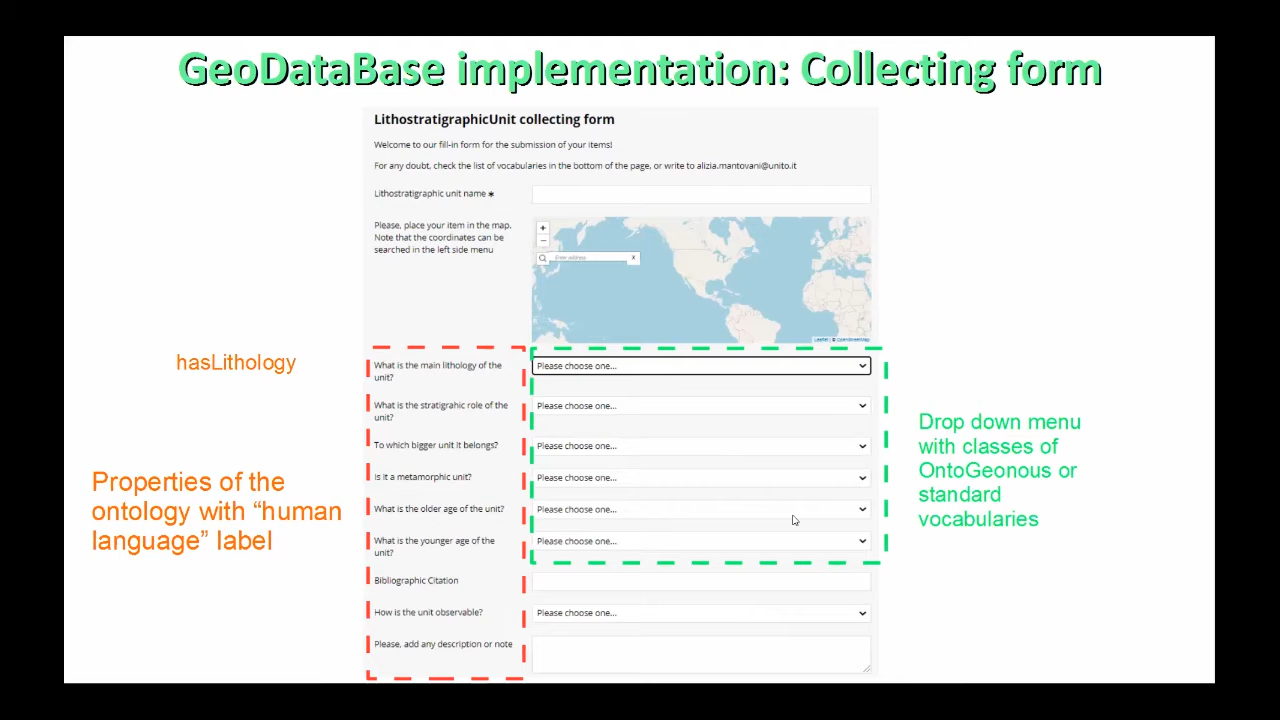 GeoDataBase implementation: Collecting form
LithostratigraphicUnit collecting form
Welcome to our fill-in form for the submission of your items!
For any doubt, check the list of vocabularies in the bottom of the page, or write to alizia.mantovani@unito.it
Lithostratigraphic unit name *
Please, place your item in the map.
Note that the coordinates can be
searched in the left side menu
+
−
Enter address
x
Leaflet | © OpenStreetMap
hasLithology
What is the main lithology of the
unit?
Please choose one...
What is the stratigrahic role of the
unit?
Please choose one...
To which bigger unit it belongs?
Please choose one...
Is it a metamorphic unit?
Please choose one...
What is the older age of the unit?
Please choose one...
What is the younger age of the
unit?
Please choose one...
Bibliographic Citation
How is the unit observable?
Please choose one...
Please, add any description or note
Properties of the
ontology with “human
language” label
Drop down menu
with classes of
OntoGeonous or
standard
vocabularies